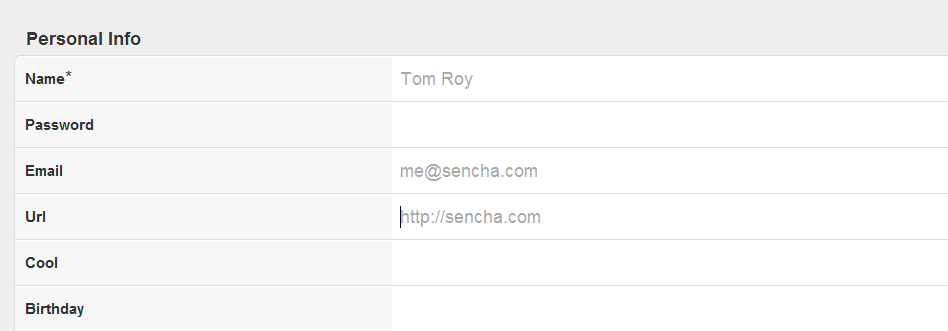 Personal Info
Name* Tom Roy
Password
Email me@sencha.com
Url http://sencha.com
Cool
Birthday